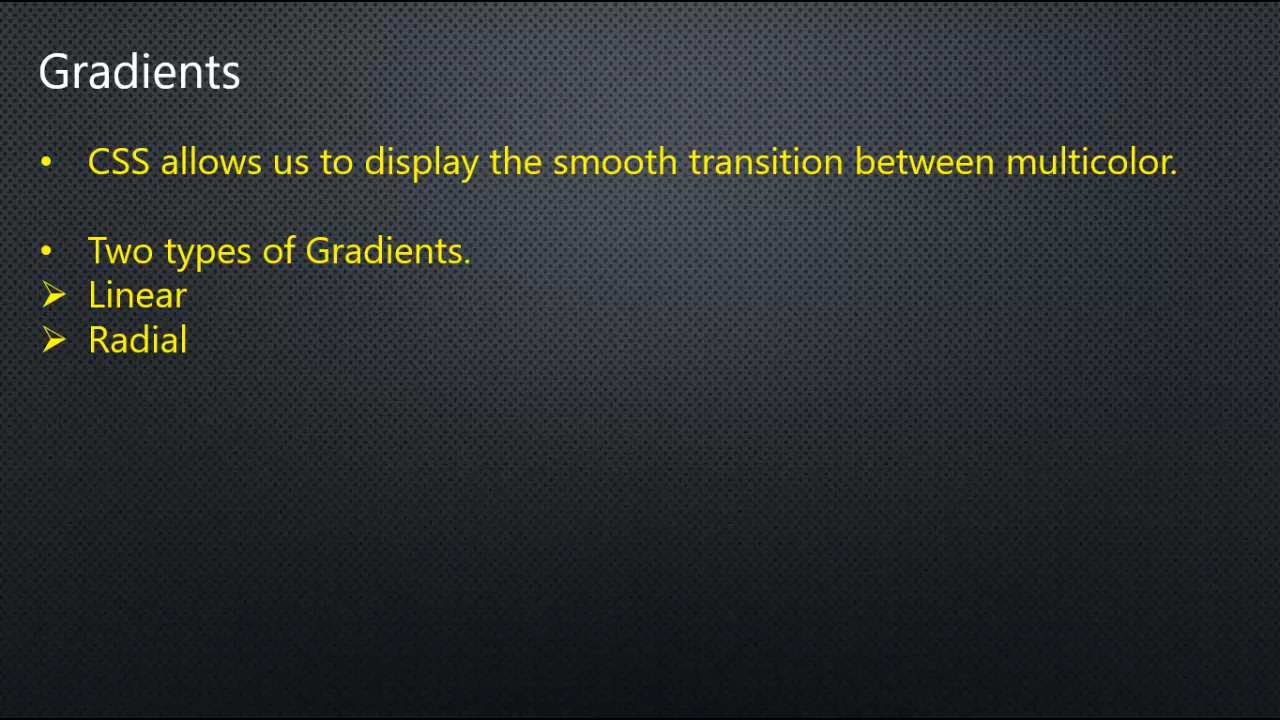 Gradients
• CSS allows us to display the smooth transition between multicolor.
• Two types of Gradients.
➢ Linear
➢ Radial